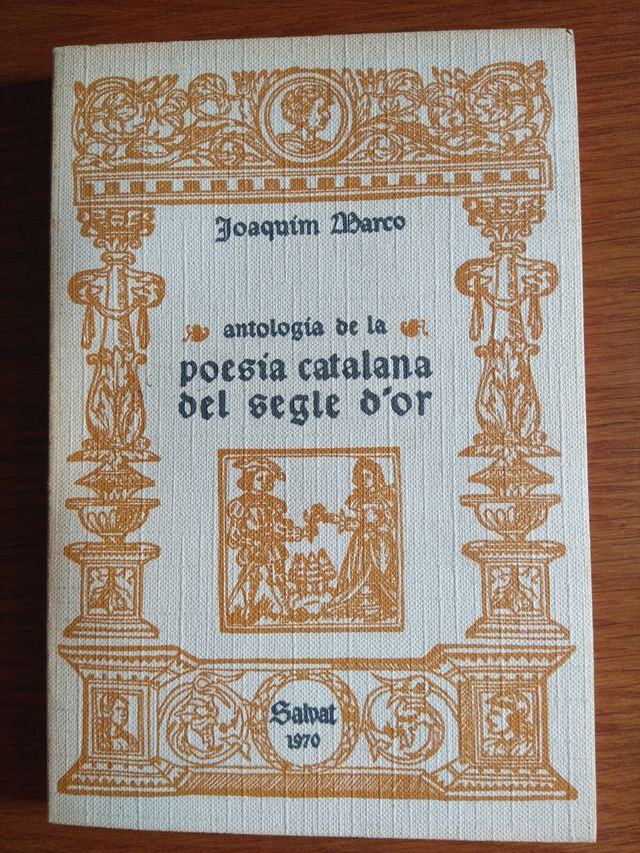 Joaquim Marco
antología de la
poesía catalana
del segle d'or
Salvat
1970